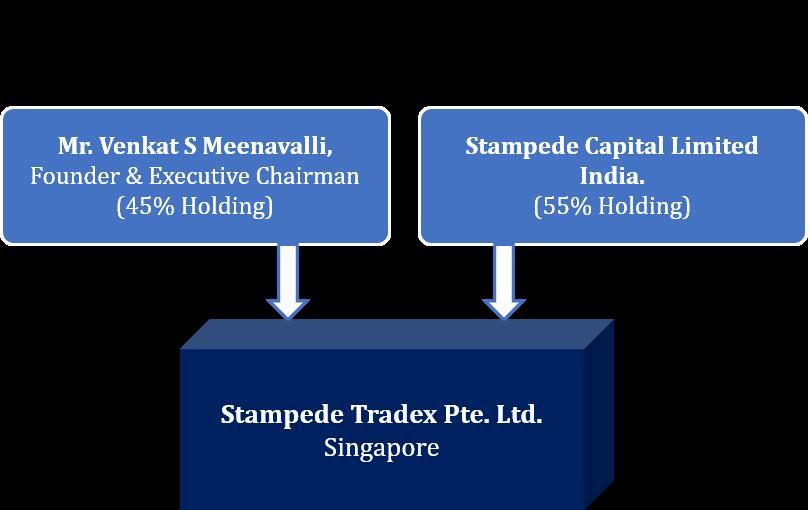 Mr. Venkat S Meenavalli,
Founder & Executive Chairman
(45% Holding)
Stampede Capital Limited
India.
(55% Holding)
Stampede Tradex Pte. Ltd.
Singapore